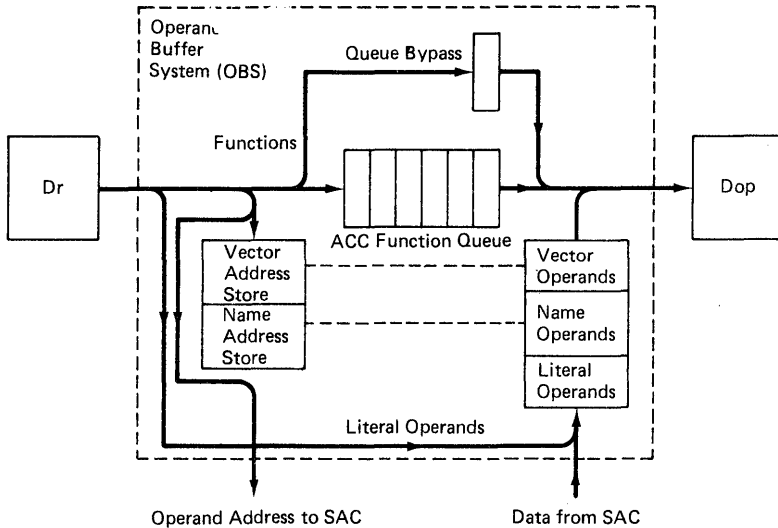 Buffer
System (OBS)
Queue Bypass
Functions
Dr
Dop
ACC Function Queue
Vector
Address
Store
Name
Address
Store
Vector
Operands
Name
Operands
Literal
Operands
Literal Operands
Operand Address to SAC
Data from SAC